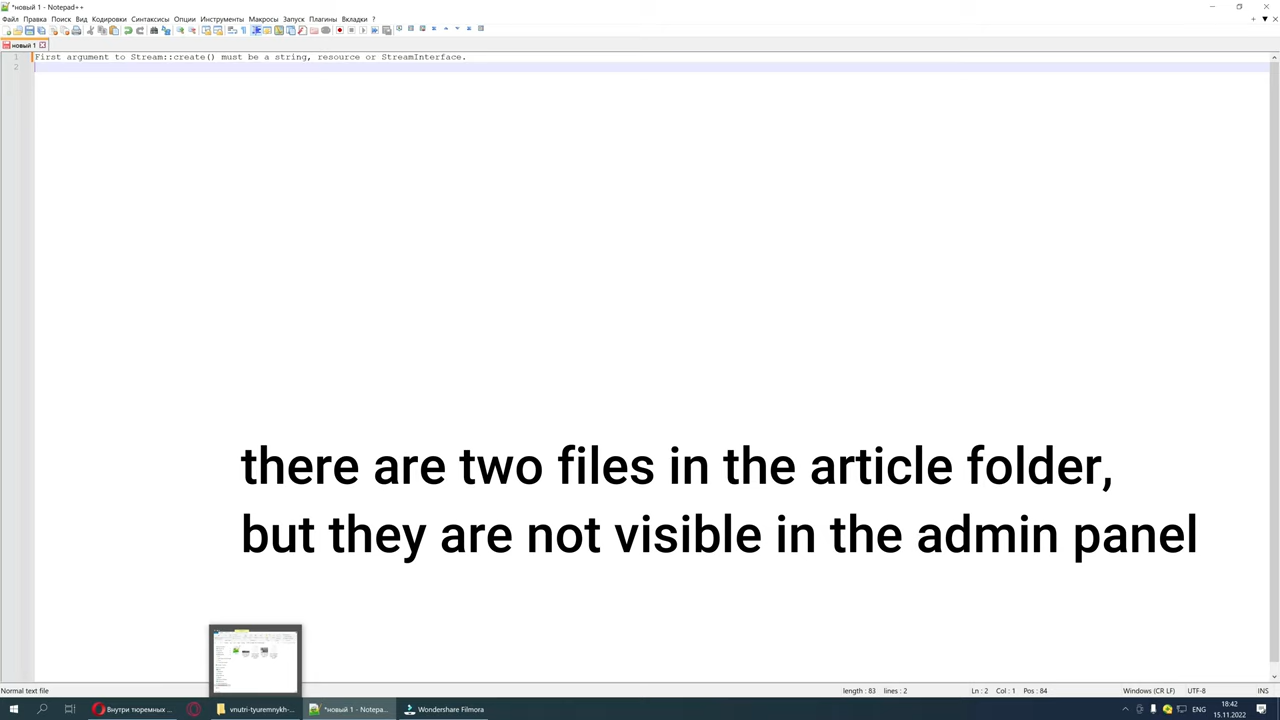 *новый 1 - Notepad++
Файл Правка Поиск Вид Кодировки Синтаксисы Опции Инструменты Макросы Запуск Плагины Вкладки ?
новый 1
1 First argument to Stream::create() must be a string, resource or StreamInterface.
2
there are two files in the article folder,
but they are not visible in the admin panel
Normal text file length : 83 lines : 2 Ln : 2 Col : 1 Pos : 84 Windows (CR LF) UTF-8 INS
Внутри тюремных ... vnutri-tyuremnykh-... *новый 1 - Notepa... Wondershare Filmora ENG 18:42
15.11.2022